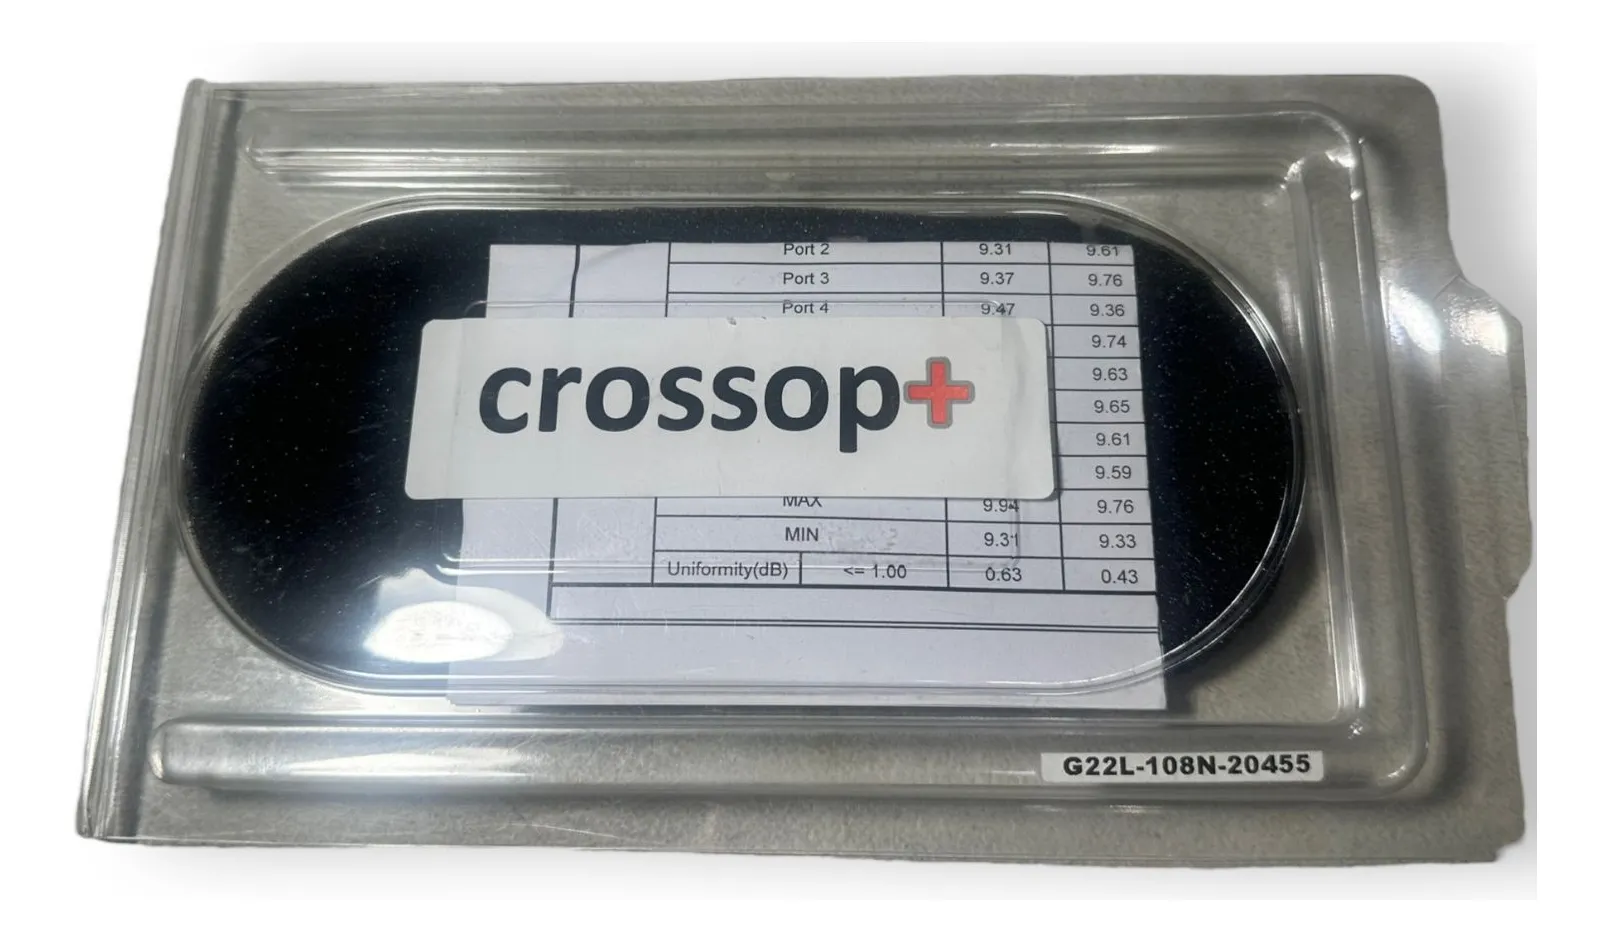 Port 2 9.31 9.61
Port 3 9.37 9.76
Port 4 9.47 9.36
9.74
9.63
9.65
9.61
9.59
crossop+
MAX 9.94 9.76
MIN 9.31 9.33
Uniformity(dB) <= 1.00 0.63 0.43
G22L-108N-20455